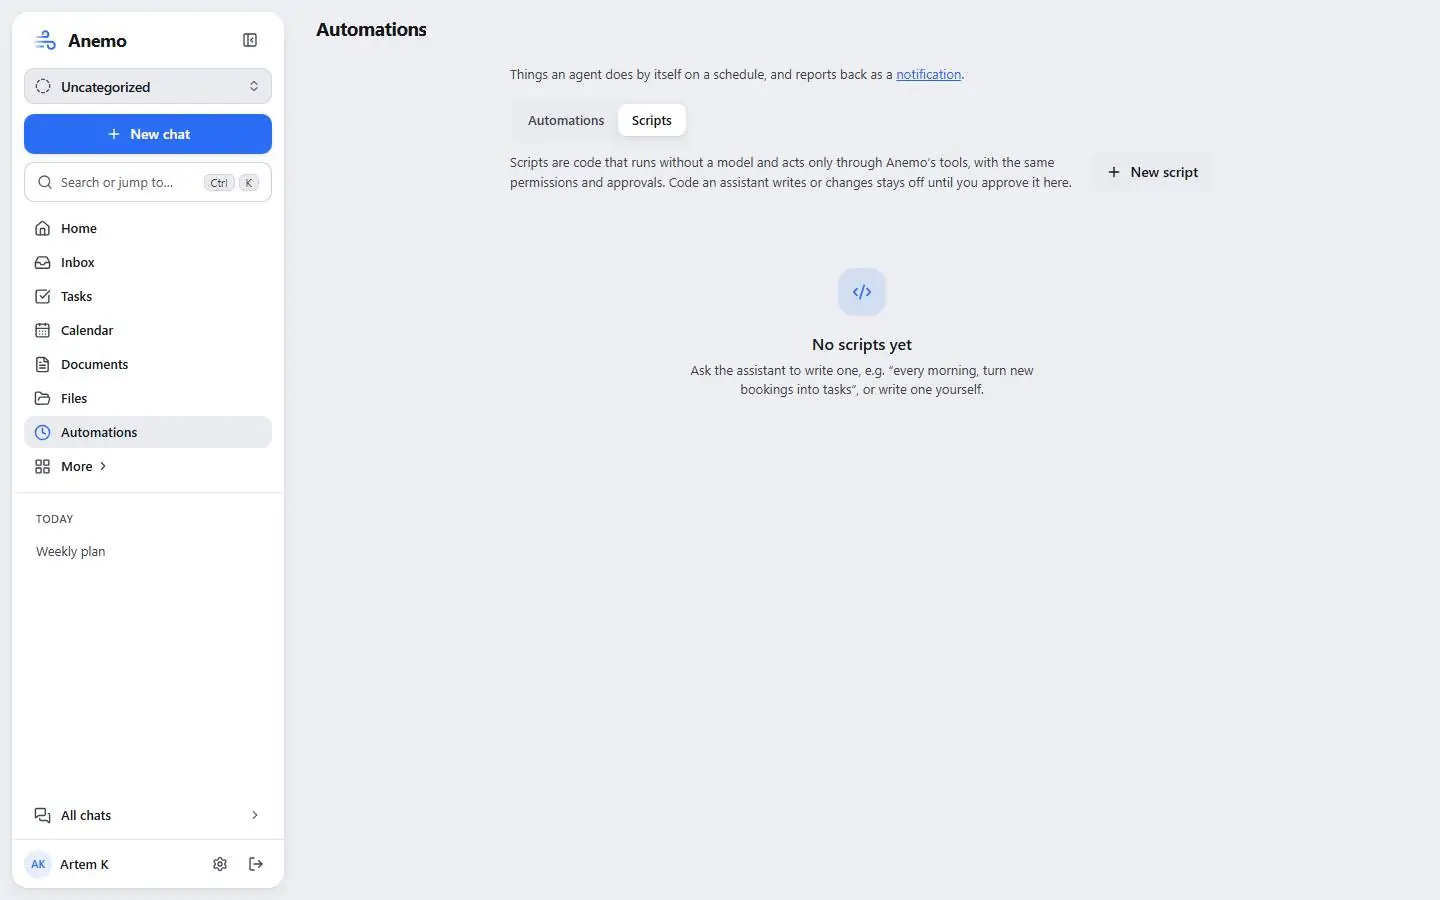 Anemo
Uncategorized
New chat
Search or jump to...
Ctrl
K
Home
Inbox
Tasks
Calendar
Documents
Files
Automations
More
TODAY
Weekly plan
All chats
AK
Artem K
Automations
Things an agent does by itself on a schedule, and reports back as a notification.
Automations
Scripts
Scripts are code that runs without a model and acts only through Anemo's tools, with the same
permissions and approvals. Code an assistant writes or changes stays off until you approve it here.
New script
No scripts yet
Ask the assistant to write one, e.g. "every morning, turn new
bookings into tasks", or write one yourself.